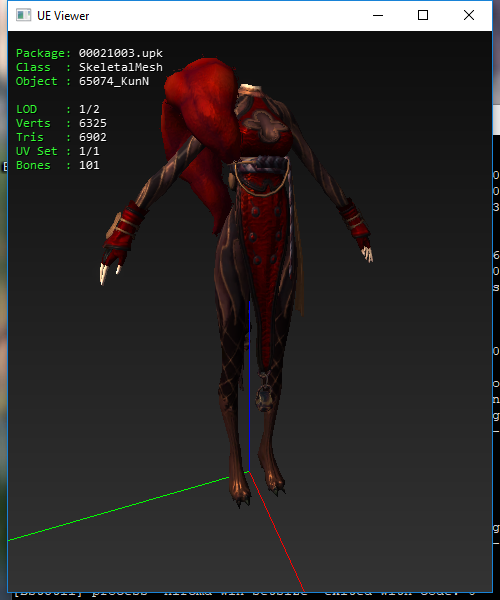 UE Viewer
Package: 00021003.upk
Class : SkeletalMesh
Object : 65074_KunN
LOD : 1/2
Verts : 6325
Tris : 6902
UV Set : 1/1
Bones : 101